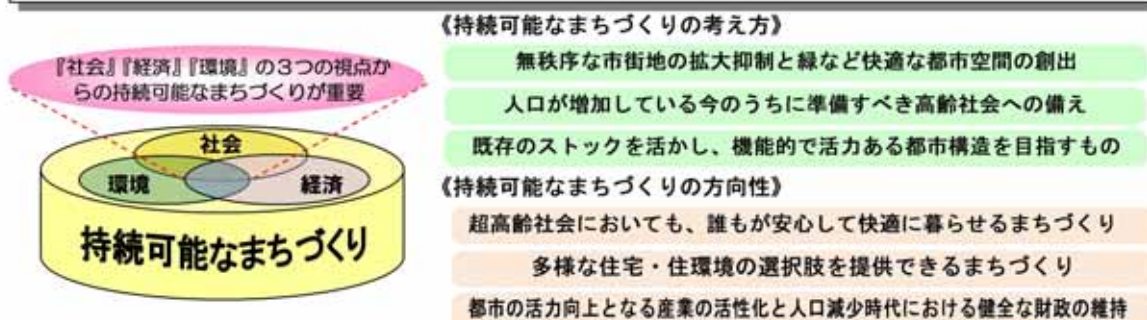 『社会』『経済』『環境』の3つの視点か
らの持続可能なまちづくりが重要
社会
環境
経済
持続可能なまちづくり
《持続可能なまちづくりの考え方》
無秩序な市街地の拡大抑制と緑など快適な都市空間の創出
人口が増加している今のうちに準備すべき高齢社会への備え
既存のストックを活かし、機能的で活力ある都市構造を目指すもの
《持続可能なまちづくりの方向性》
超高齢社会においても、誰もが安心して快適に暮らせるまちづくり
多様な住宅・住環境の選択肢を提供できるまちづくり
都市の活力向上となる産業の活性化と人口減少時代における健全な財政の維持